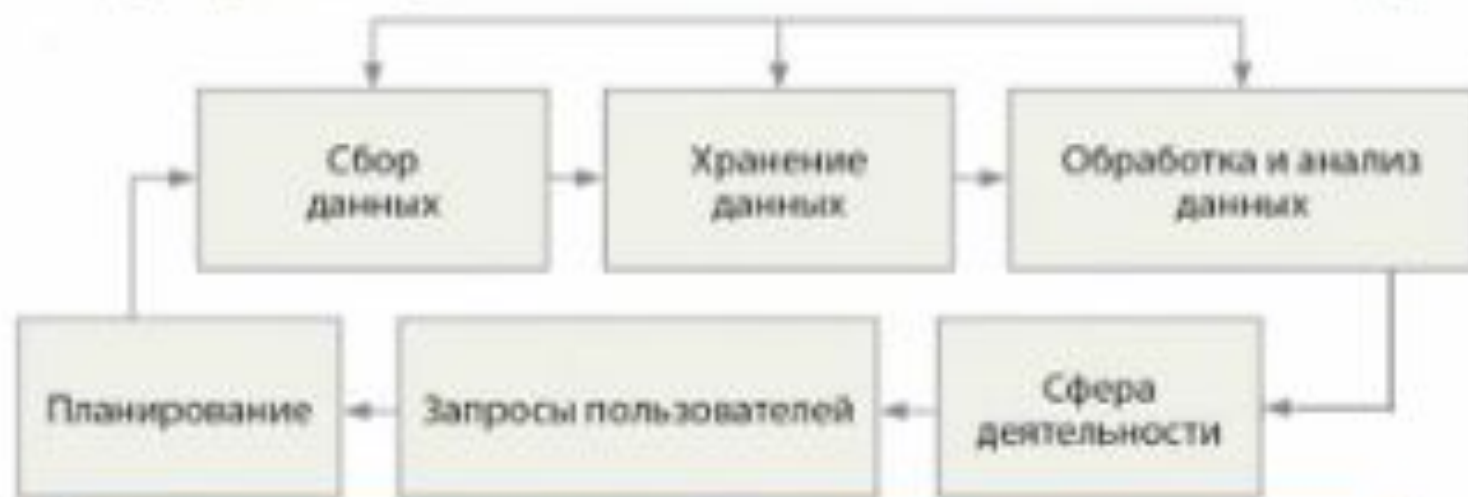 Сбор
данных
Хранение
данных
Обработка и анализ
данных
Планирование
Запросы пользователей
Сфера
деятельности